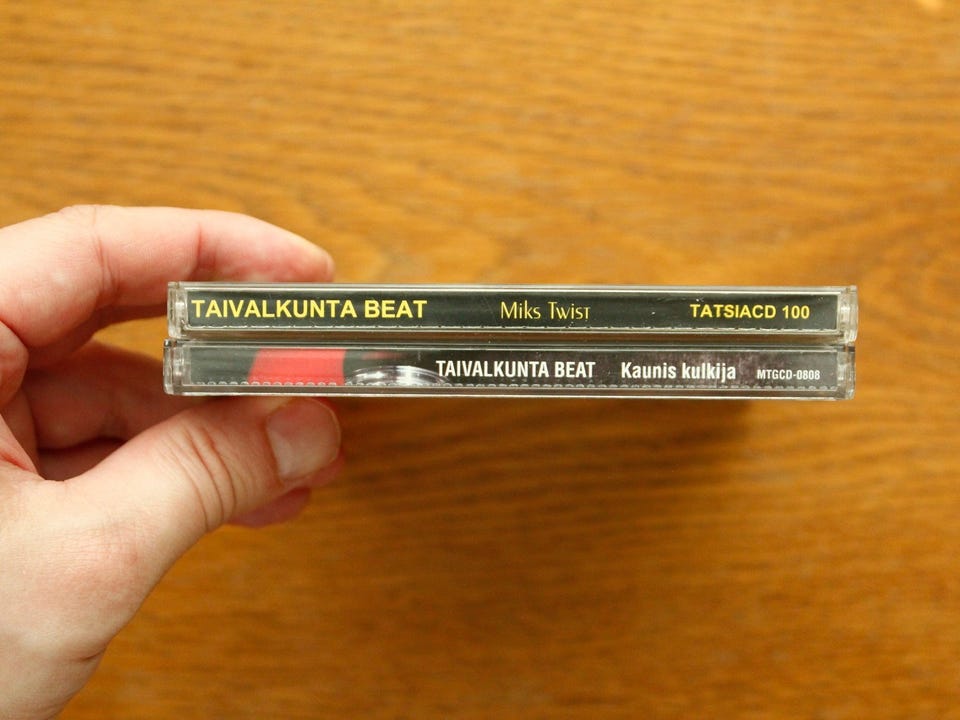 TAIVALKUNTA BEAT Miks Twist TATSIACD 100
TAIVALKUNTA BEAT Kaunis kulkija MTGCD-0808